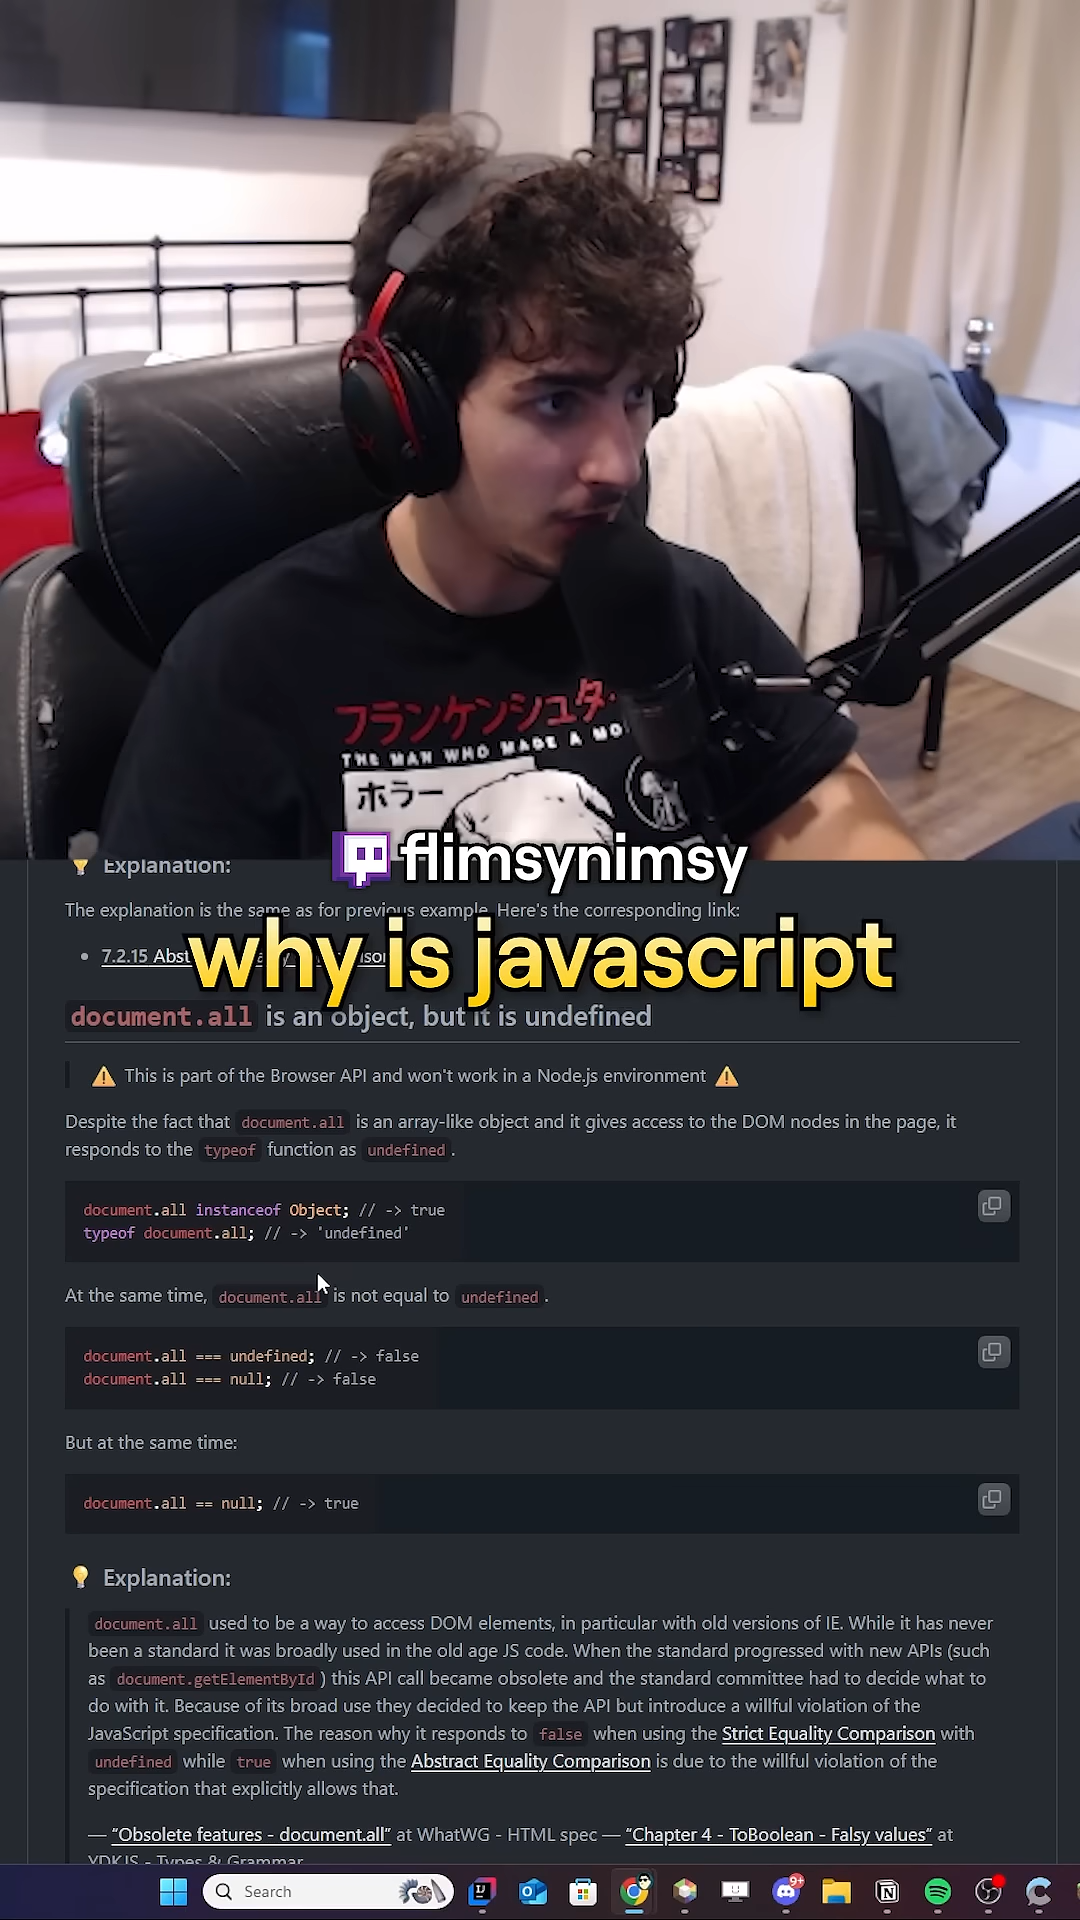 フランケンシュタ
THE MAN WHO MADE A MO
ホラー
flimsynimsy
Explanation:
The explanation is the same as for previous example. Here's the corresponding link:
why is javascript
7.2.15
document.all is an object, but it is undefined
⚠️ This is part of the Browser API and won't work in a Node.js environment ⚠️
Despite the fact that document.all is an array-like object and it gives access to the DOM nodes in the page, it
responds to the typeof function as undefined.
document.all instanceof Object; // -> true
typeof document.all; // -> 'undefined'
At the same time, document.all is not equal to undefined.
document.all === undefined; // -> false
document.all === null; // -> false
But at the same time:
document.all == null; // -> true
💡 Explanation:
document.all used to be a way to access DOM elements, in particular with old versions of IE. While it has never
been a standard it was broadly used in the old age JS code. When the standard progressed with new APIs (such
as document.getElementById) this API call became obsolete and the standard committee had to decide what to
do with it. Because of its broad use they decided to keep the API but introduce a willful violation of the
JavaScript specification. The reason why it responds to false when using the Strict Equality Comparison with
undefined while true when using the Abstract Equality Comparison is due to the willful violation of the
specification that explicitly allows that.
— "Obsolete features - document.all" at WhatWG - HTML spec — "Chapter 4 - ToBoolean - Falsy values" at
YDKJS - Types & Grammar
Search
9+